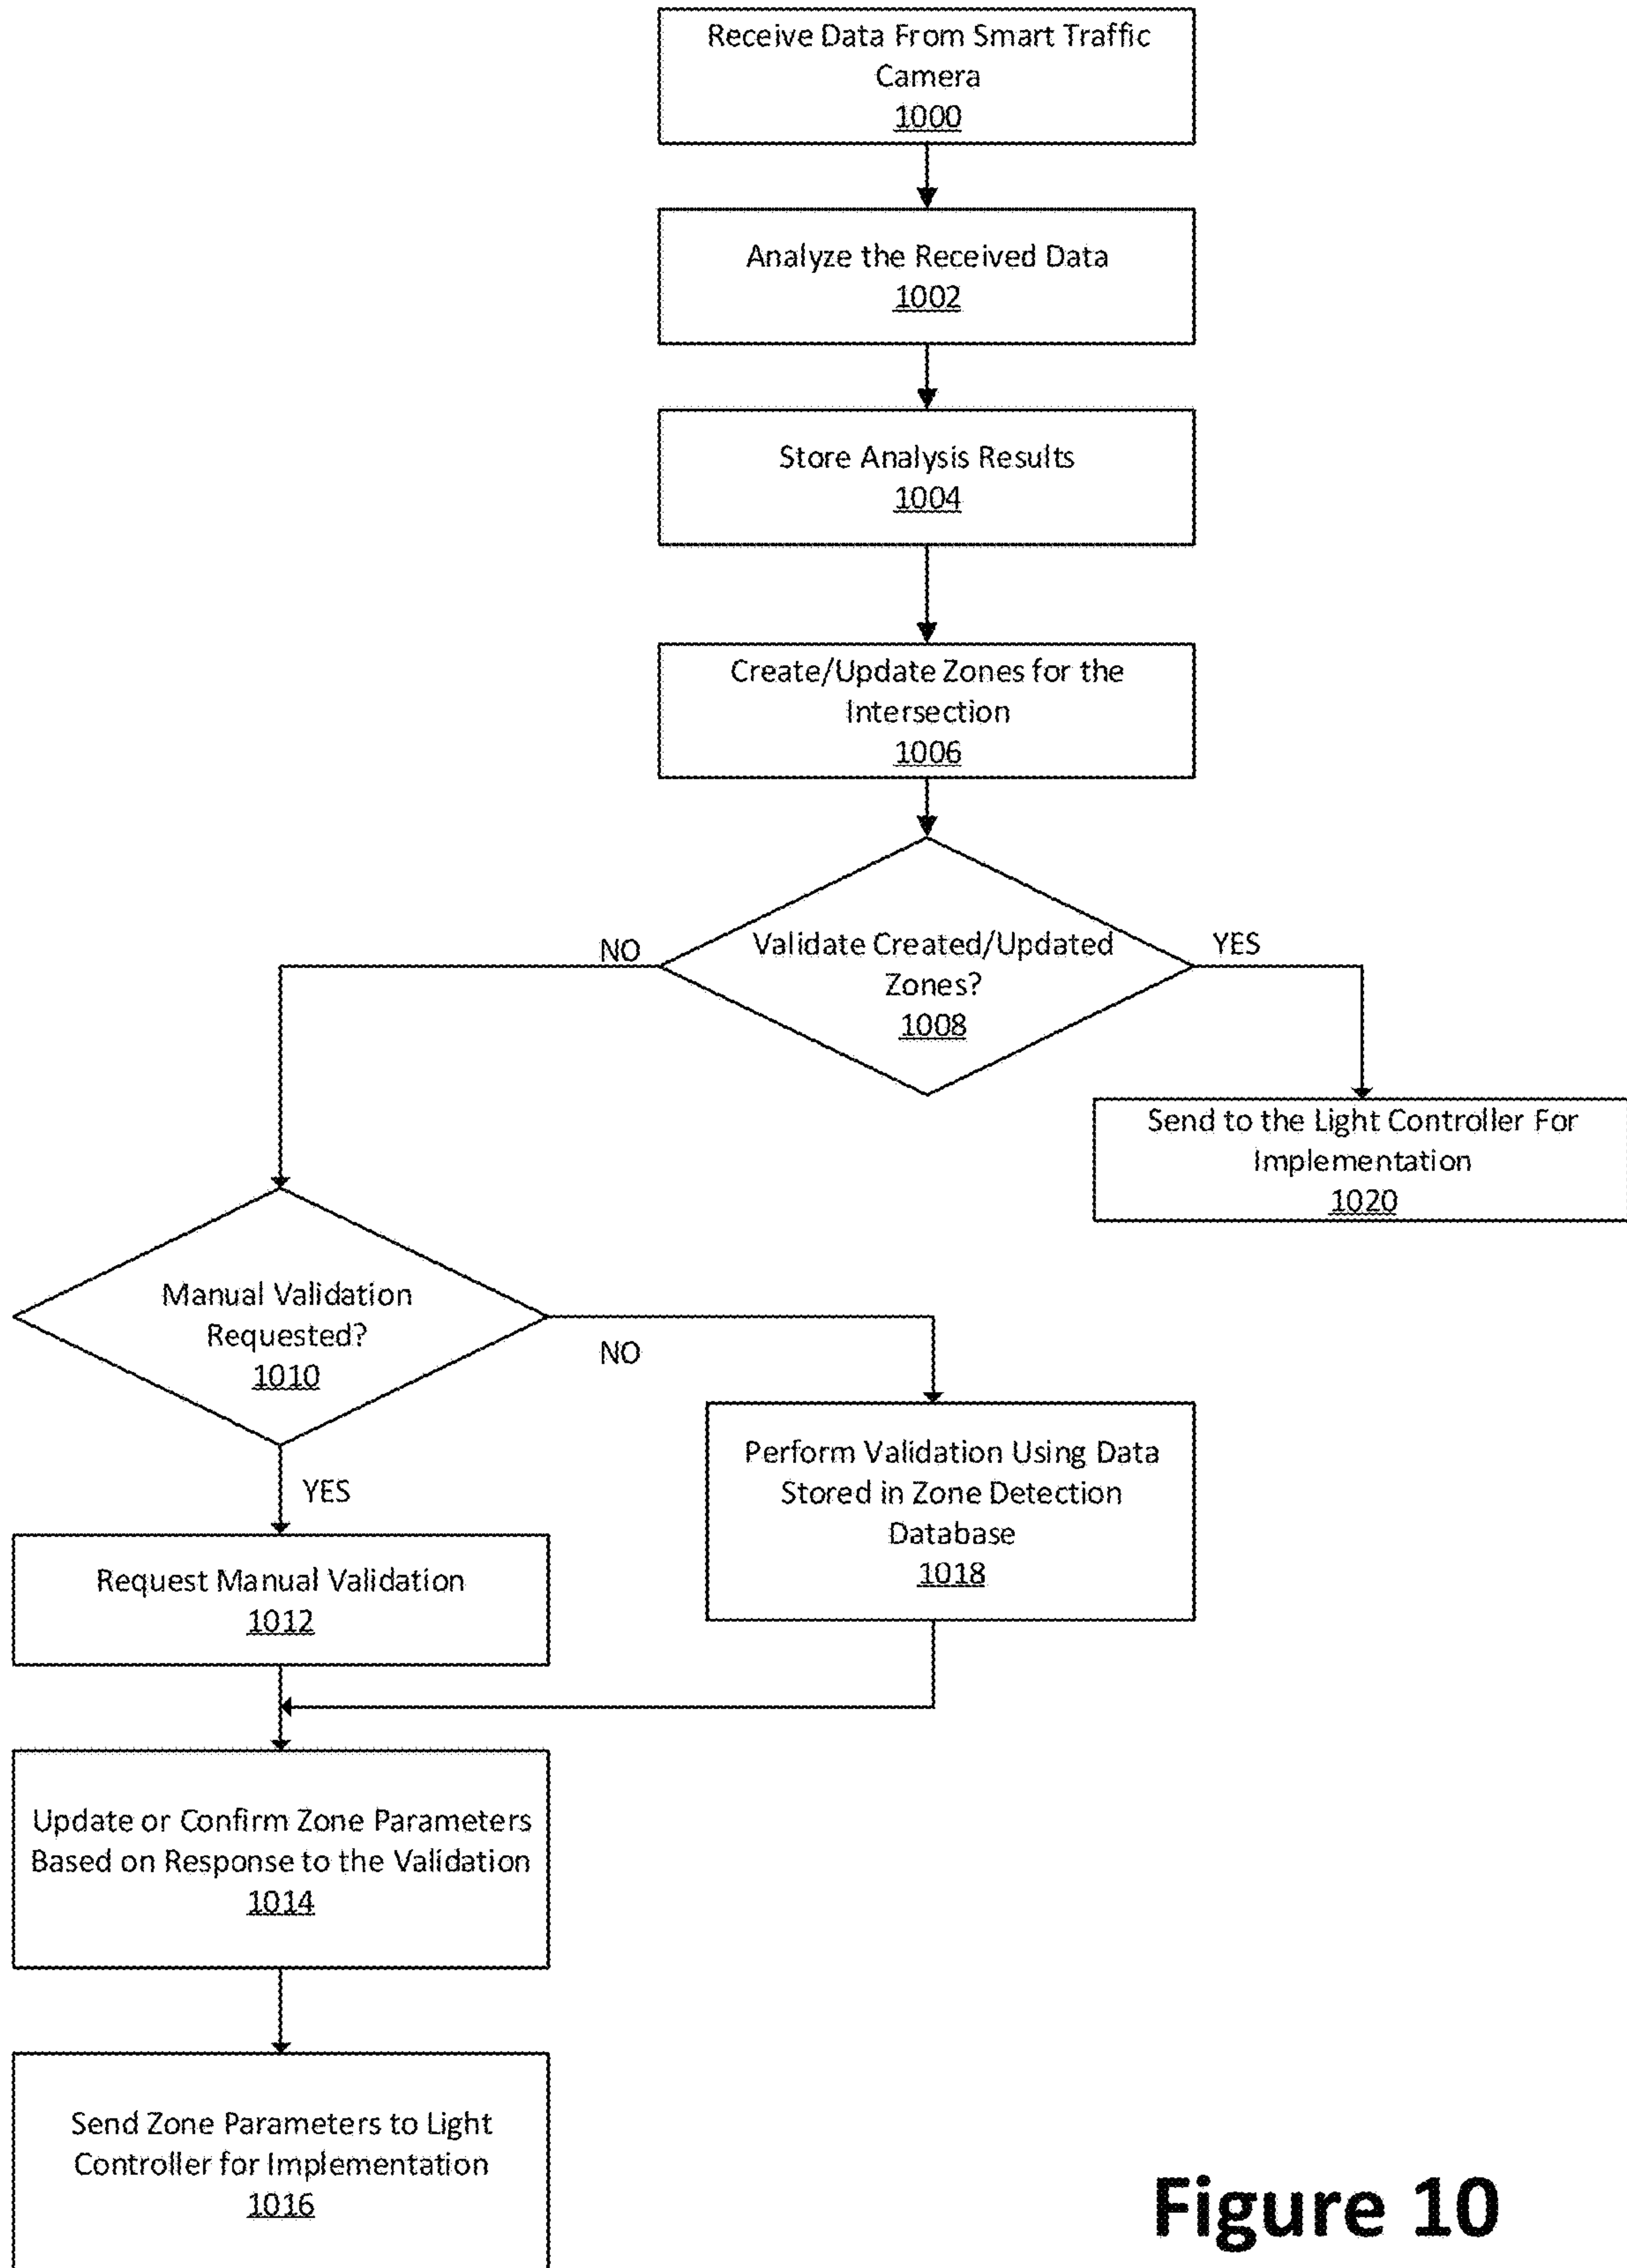 Receive Data From Smart Traffic
Camera
1000
Analyze the Received Data
1002
Store Analysis Results
1004
Create/Update Zones for the
Intersection
1006
NO
Validate Created/Updated
Zones?
1008
YES
Send to the Light Controller For
Implementation
1020
Manual Validation
Requested?
1010
NO
YES
Perform Validation Using Data
Stored in Zone Detection
Database
1018
Request Manual Validation
1012
Update or Confirm Zone Parameters
Based on Response to the Validation
1014
Send Zone Parameters to Light
Controller for Implementation
1016
Figure 10